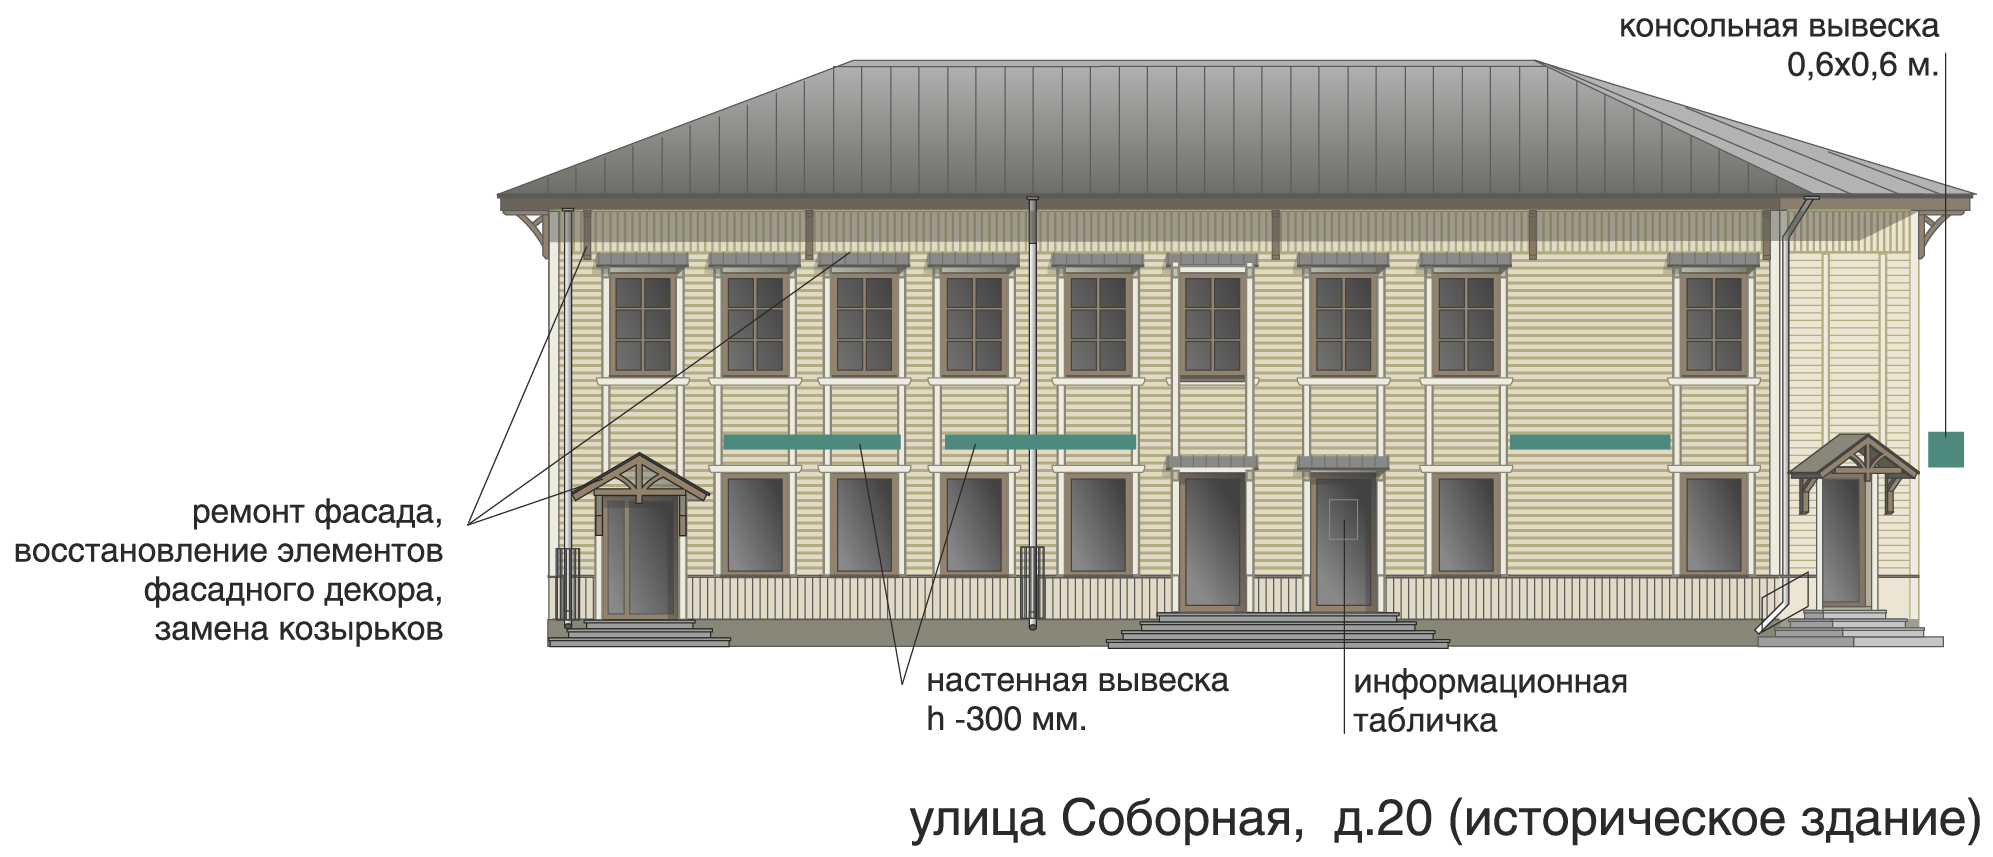 консольная вывеска
0,6х0,6 м.
ремонт фасада,
восстановление элементов
фасадного декора,
замена козырьков
настенная вывеска
h -300 мм.
информационная
табличка
улица Соборная, д.20 (историческое здание)